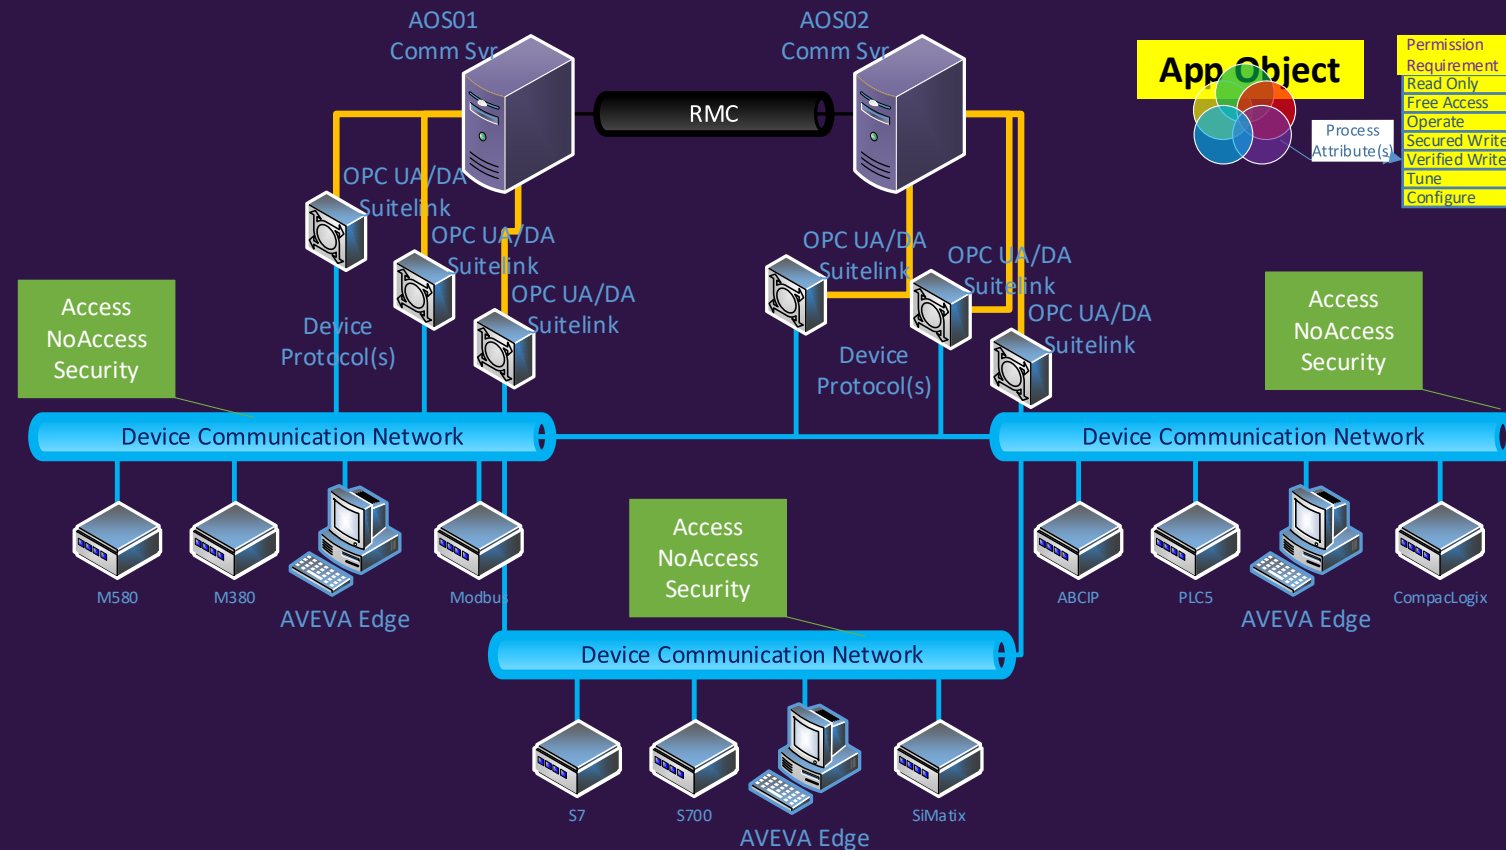 AOS01
Comm Svr
AOS02
Comm Svr
RMC
App Object
Process
Attribute(s)
Permission
Requirement
Read Only
Free Access
Operate
Secured Write
Verified Write
Tune
Configure
OPC UA/DA
Suitelink
OPC UA/DA
Suitelink
OPC UA/DA
Suitelink
OPC UA/DA
Suitelink
OPC UA/DA
Suitelink
OPC UA/DA
Suitelink
Device
Protocol(s)
Device
Protocol(s)
Access
NoAccess
Security
Access
NoAccess
Security
Device Communication Network
Device Communication Network
M580
M380
AVEVA Edge
Modbus
Access
NoAccess
Security
ABCIP
PLC5
AVEVA Edge
CompacLogix
Device Communication Network
S7
S700
AVEVA Edge
SiMatix